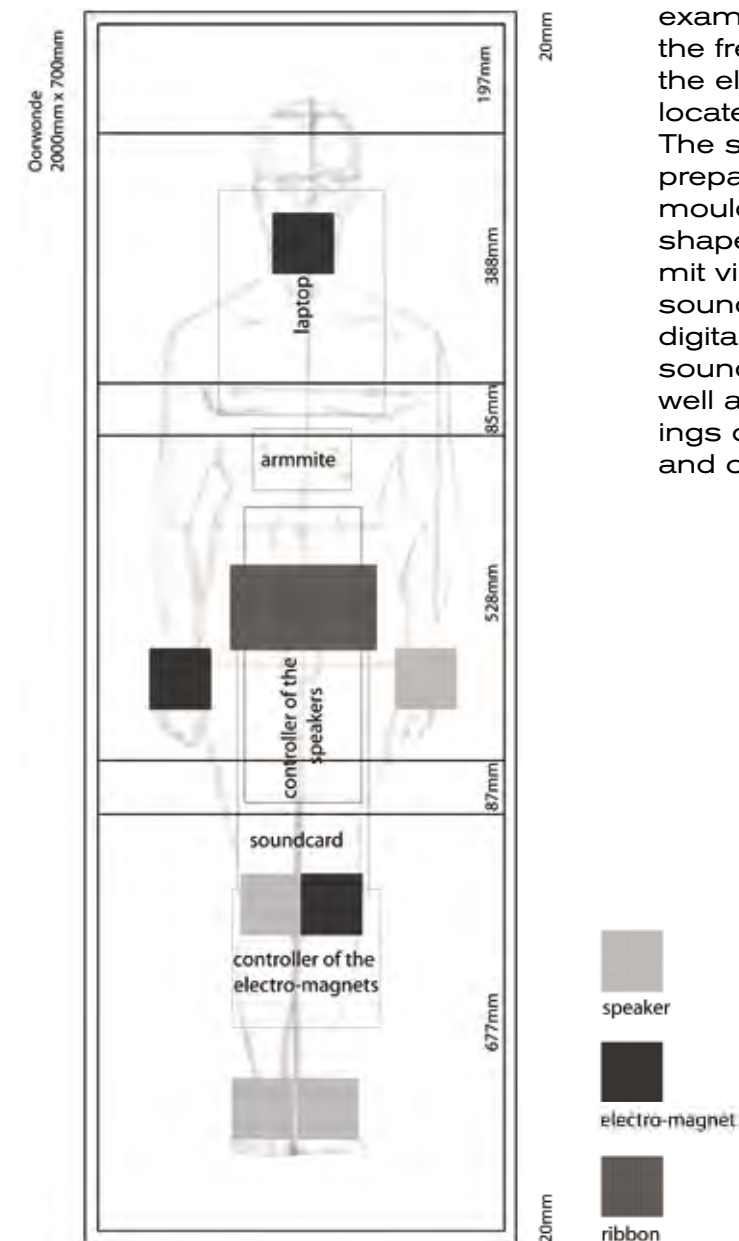 Oorwonde
2000mm x 700mm
20mm
197mm
388mm
laptop
85mm
armmite
528mm
controller of the
speakers
87mm
soundcard
controller of the
electro-magnets
677mm
20mm
speaker
electro-magnet
ribbon
exam
the fre
the el
locate
The s
prepa
mould
shape
mit vi
sound
digita
sound
well a
ings o
and o